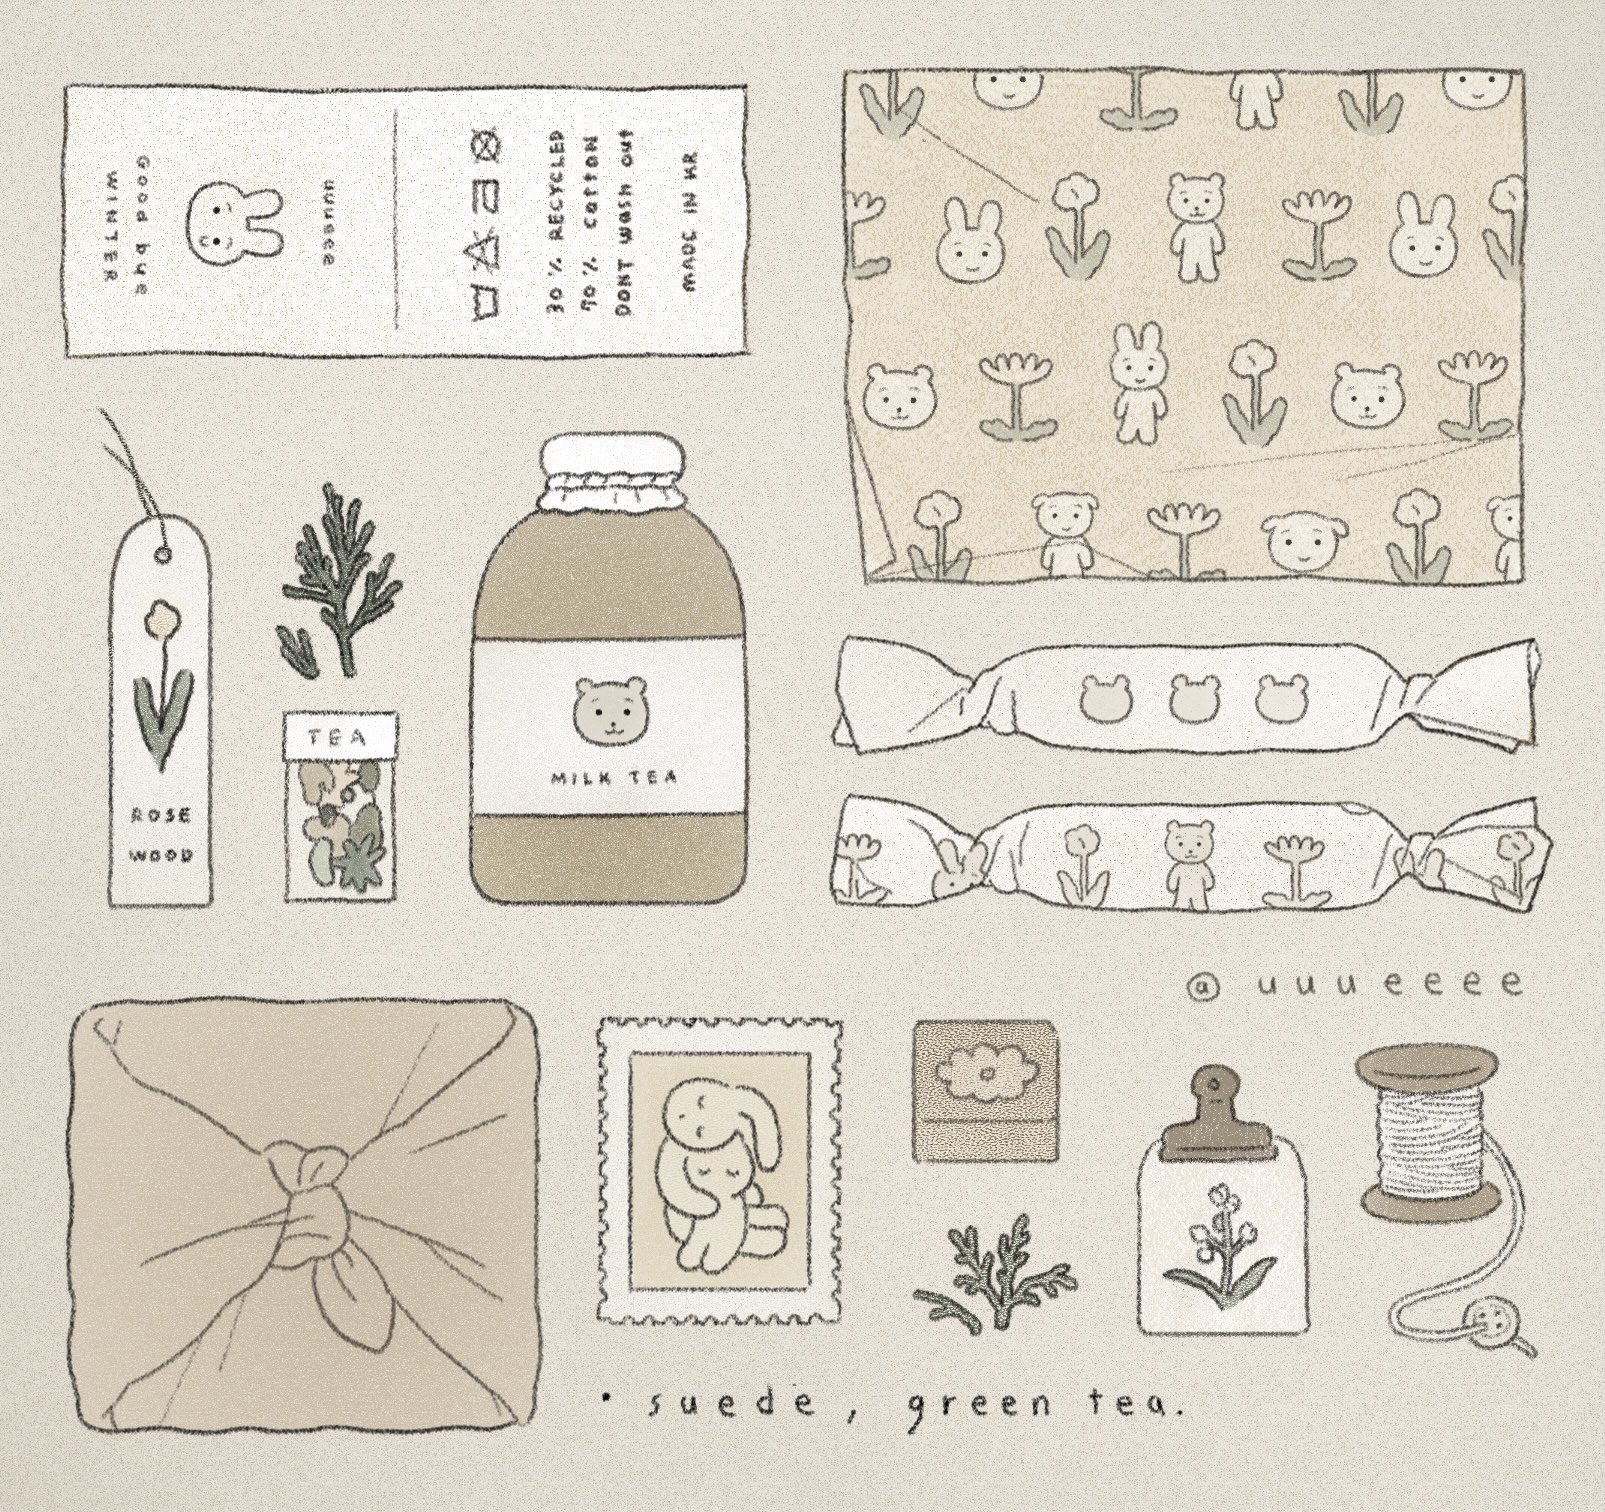 uuueeee
GOOD bye
WINTER
30 % RECYCLED
70 % cotton
DONT wash out
MADE IN KR
ROSE
WOOD
TEA
MILK TEA
@uuueeee
• suede, green tea.